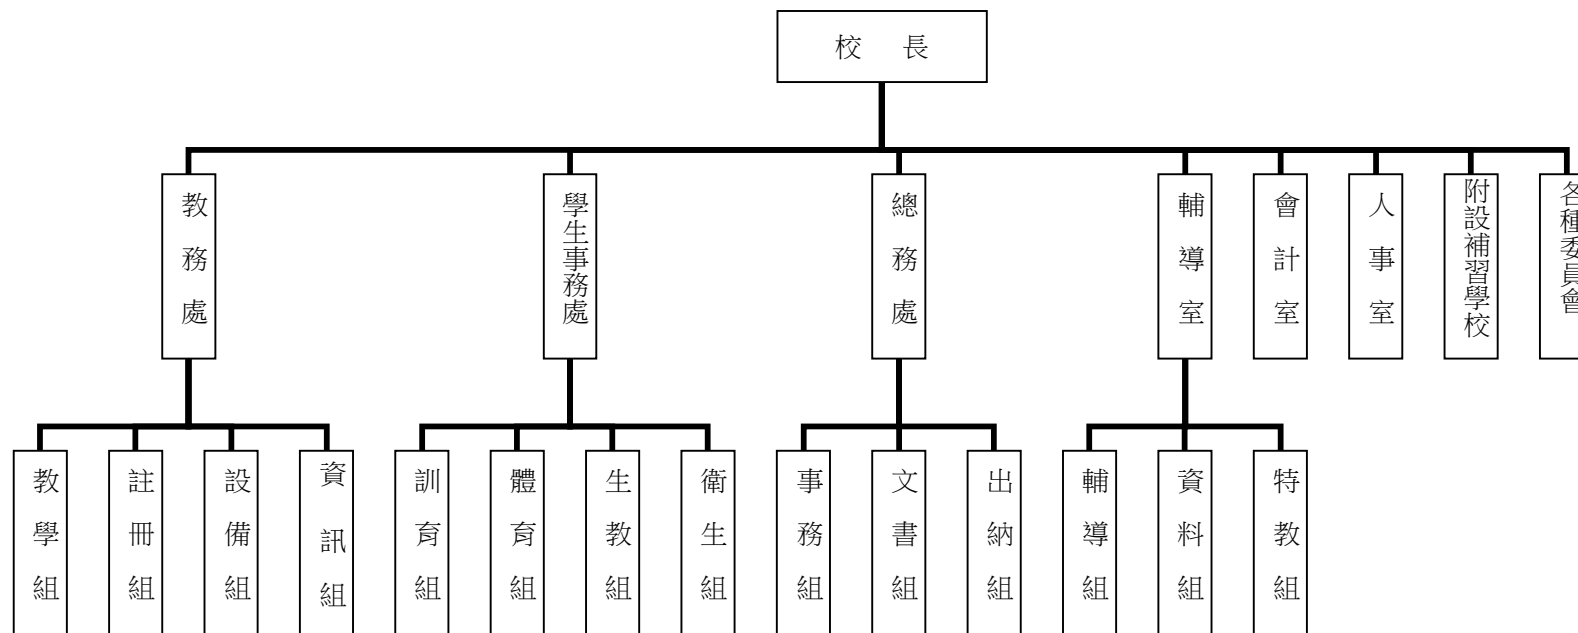 校 長
教務處
學生事務處
總務處
輔導室
會計室
人事室
附設補習學校
各種委員會
教學組
註冊組
設備組
資訊組
訓育組
體育組
生教組
衛生組
事務組
文書組
出納組
輔導組
資料組
特教組